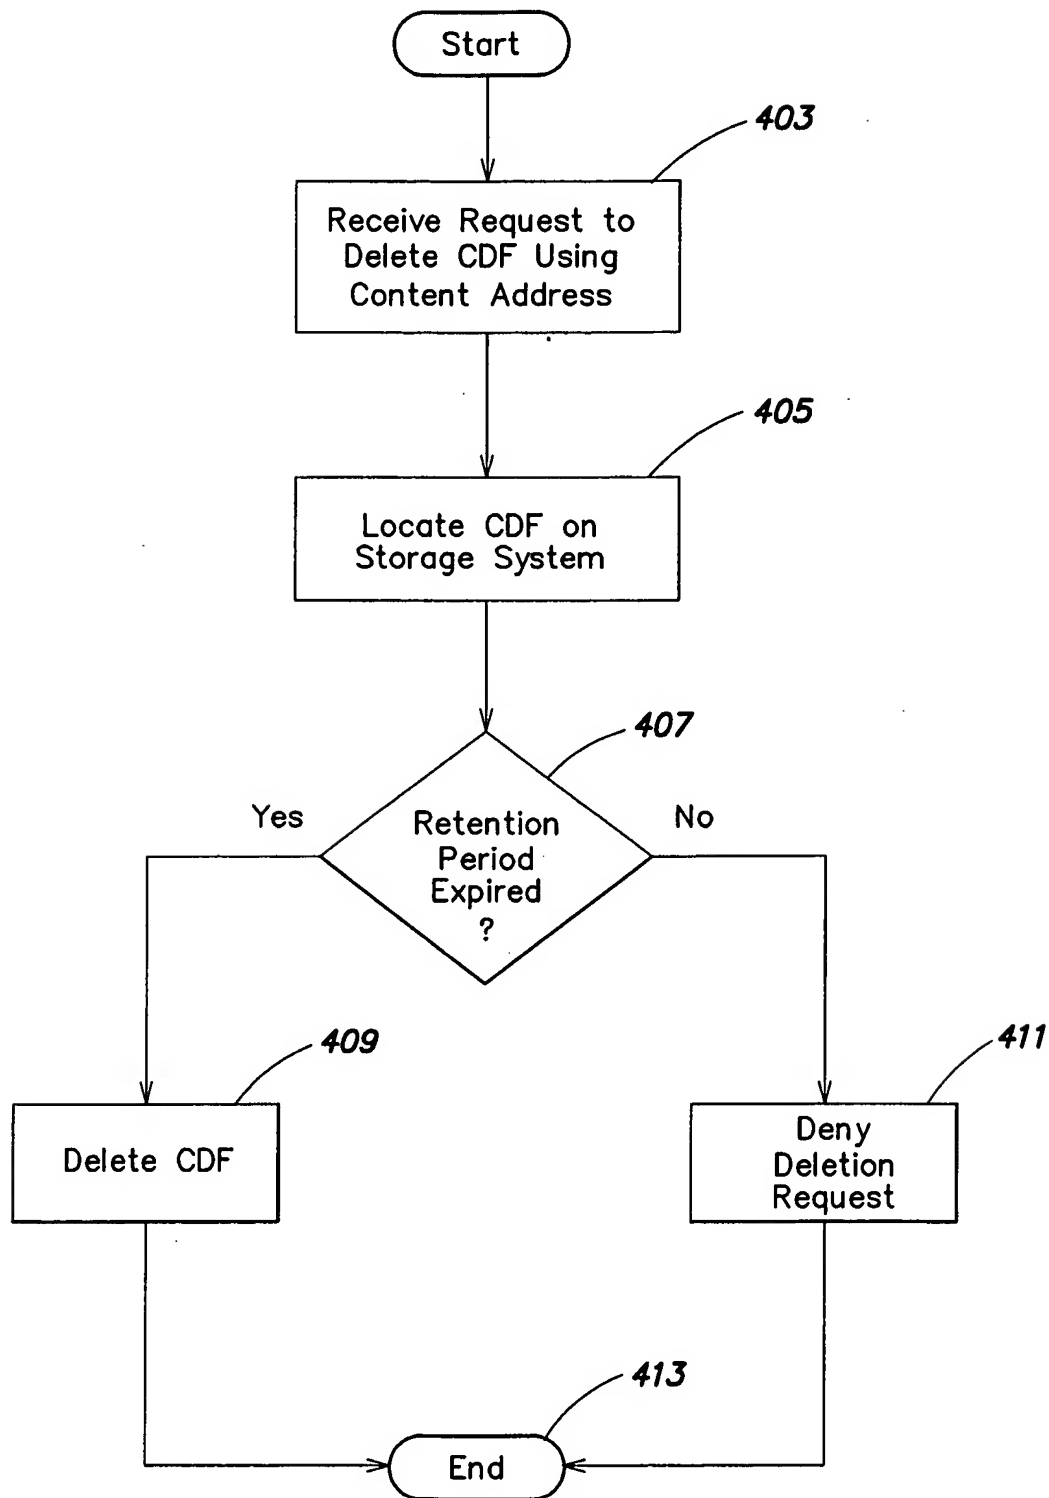 Start
403
Receive Request to
Delete CDF Using
Content Address
405
Locate CDF on
Storage System
407
Yes
No
Retention
Period
Expired
?
409
411
Delete CDF
Deny
Deletion
Request
413
End